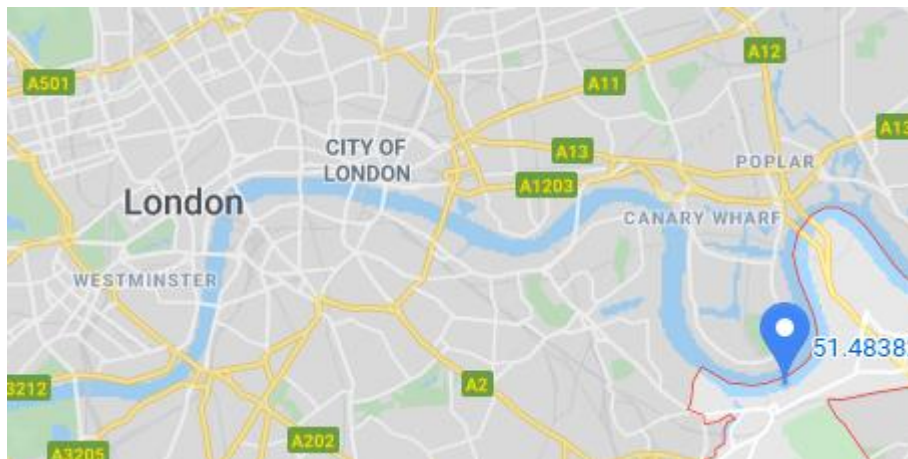 A12
A501
A11
A13
CITY OF
LONDON
A13
POPLAR
A1203
London
CANARY WHARF
WESTMINSTER
51.4838
A2
A3212
A202
A3205